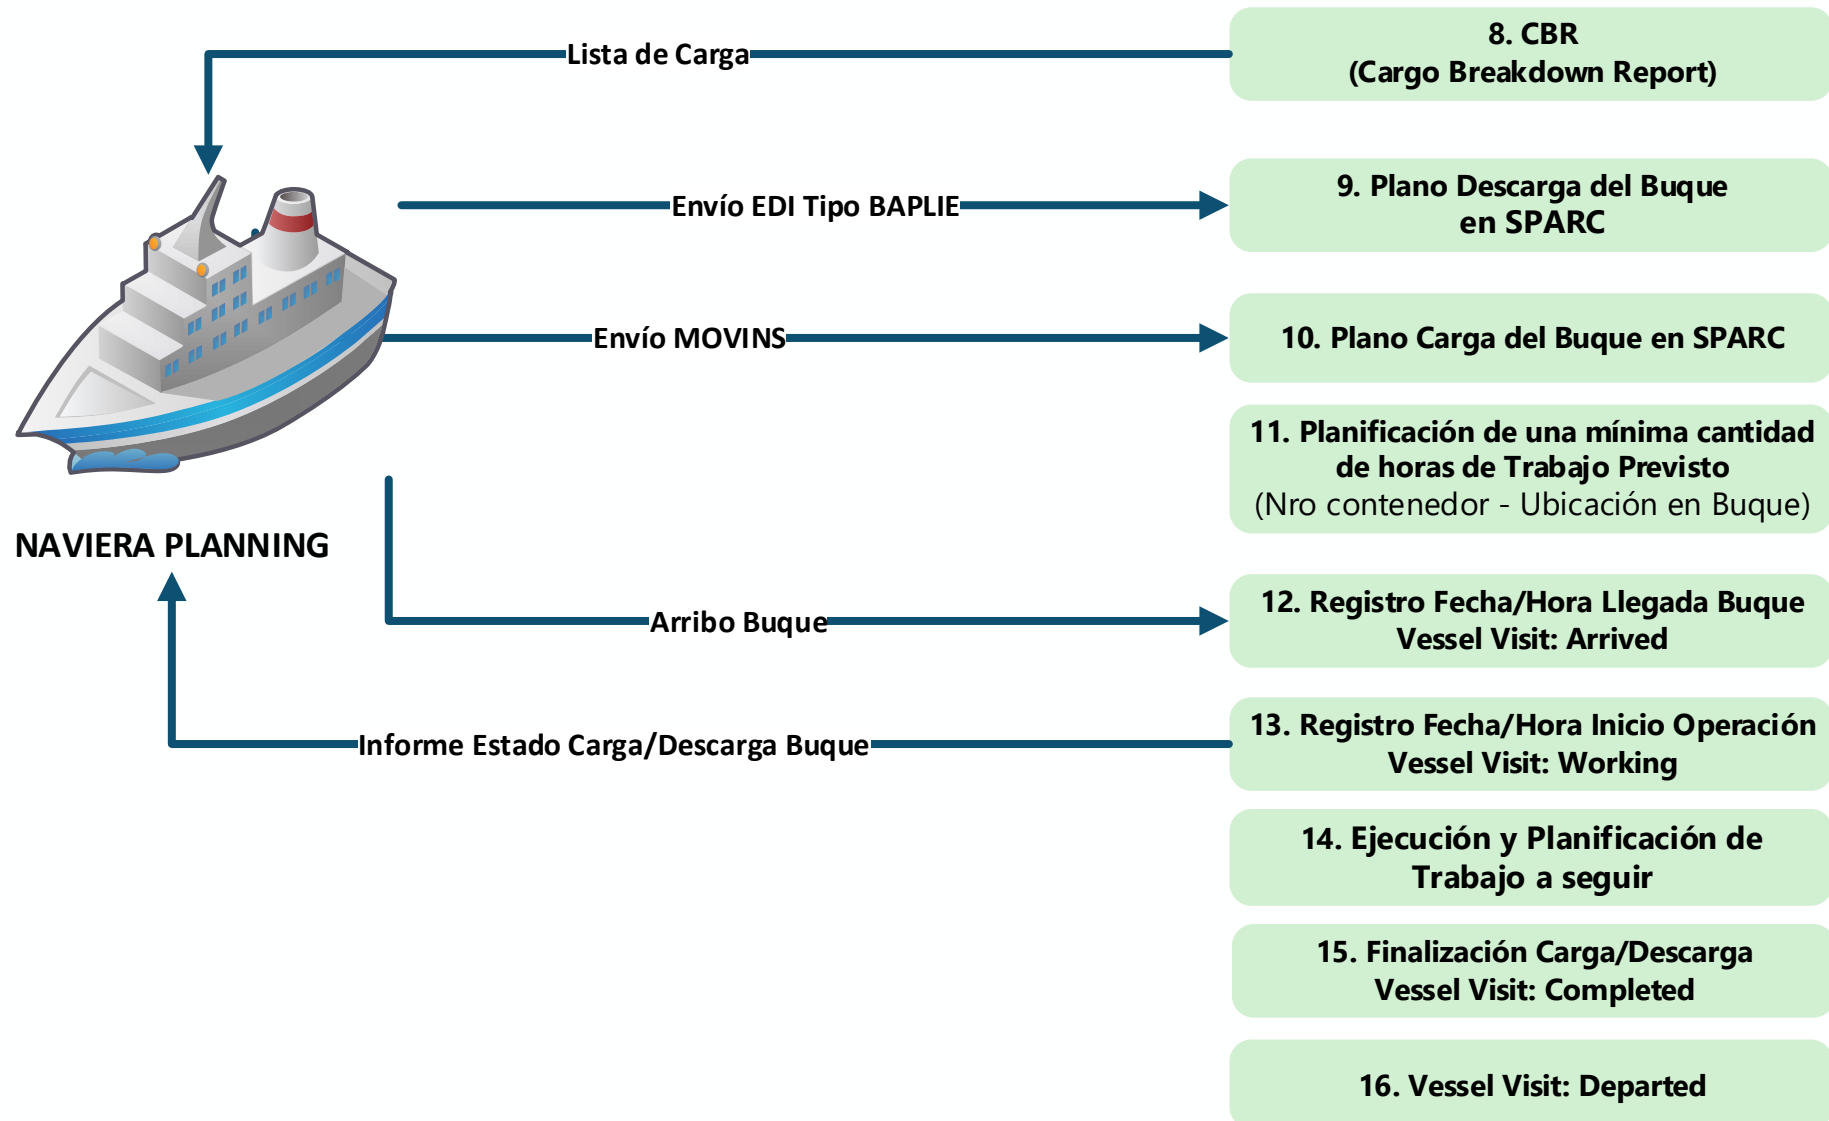 8. CBR
(Cargo Breakdown Report)
Lista de Carga
9. Plano Descarga del Buque
en SPARC
Envío EDI Tipo BAPLIE
10. Plano Carga del Buque en SPARC
Envío MOVINS
11. Planificación de una mínima cantidad
de horas de Trabajo Previsto
(Nro contenedor - Ubicación en Buque)
NAVIERA PLANNING
12. Registro Fecha/Hora Llegada Buque
Vessel Visit: Arrived
Arribo Buque
13. Registro Fecha/Hora Inicio Operación
Vessel Visit: Working
Informe Estado Carga/Descarga Buque
14. Ejecución y Planificación de
Trabajo a seguir
15. Finalización Carga/Descarga
Vessel Visit: Completed
16. Vessel Visit: Departed